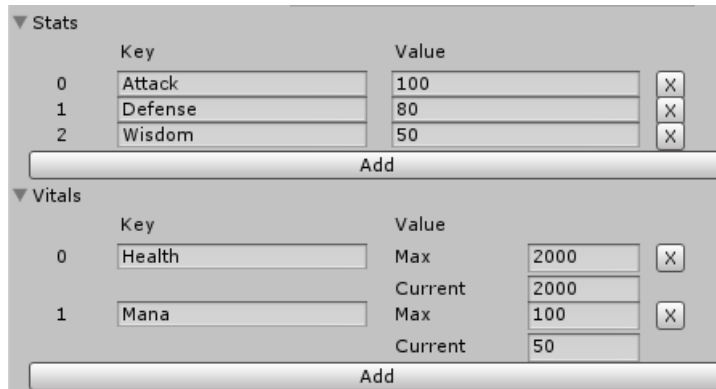 Stats
Key Value
0 Attack 100 X
1 Defense 80 X
2 Wisdom 50 X
Add
Vitals
Key Value
0 Health Max 2000 X
Current 2000
1 Mana Max 100 X
Current 50
Add